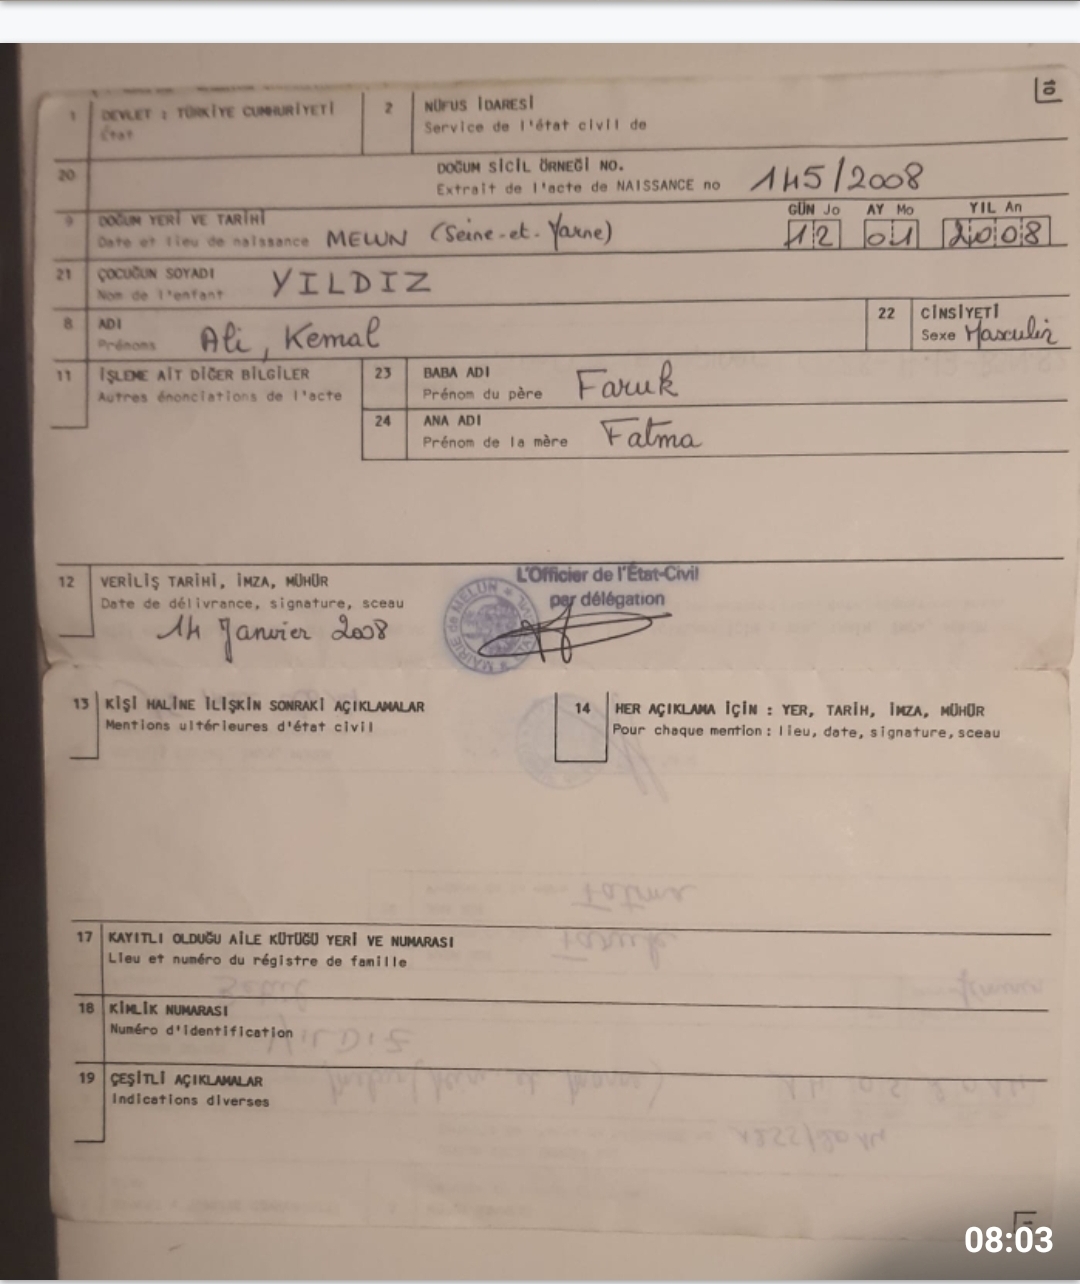 10
1 DEVLET : TÜRKİYE CUMHURİYETİ
État
2 NÜFUS İDARESİ
Service de l'état civil de
20 DOĞUM SİCİL ÖRNEĞİ NO.
Extrait de l'acte de NAISSANCE no 145/2008
9 DOĞUM YERİ VE TARİHİ
Date et lieu de naissance MELUN (Seine-et-Marne)
GÜN Jo AY Mo YIL An
12 01 2008
21 ÇOCUĞUN SOYADI
Nom de l'enfant YILDIZ
8 ADI
Prénoms Ali, Kemal
22 CİNSİYETİ
Sexe Masculin
11 İŞLEME AİT DİĞER BİLGİLER
Autres énonciations de l'acte
23 BABA ADI
Prénom du père Faruk
24 ANA ADI
Prénom de la mère Fatma
12 VERİLİŞ TARİHİ, İMZA, MÜHÜR
Date de délivrance, signature, sceau
14 Janvier 2008
L'Officier de l'État-Civil
par délégation
MAIRIE de MELUN
13 KİŞİ HALİNE İLİŞKİN SONRAKİ AÇIKLAMALAR
Mentions ultérieures d'état civil
14 HER AÇIKLAMA İÇİN : YER, TARİH, İMZA, MÜHÜR
Pour chaque mention : lieu, date, signature, sceau
17 KAYITLI OLDUĞU AİLE KÜTÜĞÜ YERİ VE NUMARASI
Lieu et numéro du régistre de famille
18 KİMLİK NUMARASI
Numéro d'identification
19 ÇEŞİTLİ AÇIKLAMALAR
Indications diverses
08:03